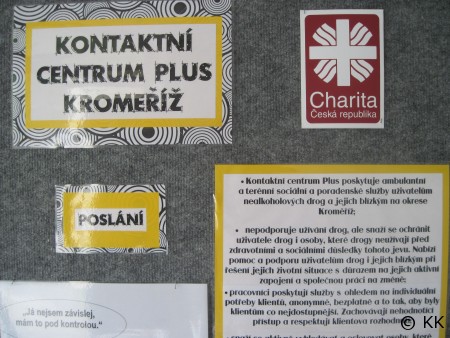 KONTAKTNÍ
CENTRUM PLUS
KROMĚŘÍŽ
Charita
Česká republika
POSLÁNÍ
• Kontaktní centrum Plus poskytuje ambulantní
a terénní sociální a poradenské služby uživatelům
nealkoholových drog a jejich blízkým na okrese
Kroměříž;
• nepodporuje užívání drog, ale snaží se ochránit
uživatele drog i osoby, které drogy neužívají před
zdravotními a sociálními důsledky tohoto jevu. Nabízí
pomoc a podporu uživatelům drog i jejich blízkým při
řešení jejich životní situace s důrazem na jejich aktivní
zapojení a společnou práci na změně;
• pracovníci poskytují služby s ohledem na individuální
potřeby klientů, anonymně, bezplatně a to tak, aby byly
klientům co nejdostupnější. Zachovávají nehodnotící
přístup a respektují klientova rozhodn
„Já nejsem závislej,
mám to pod kontrolou.“
© KK